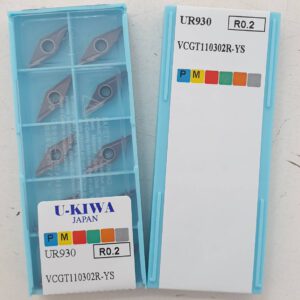 UR930
R0.2
VCGT110302R-YS
P M
U-KIWA
JAPAN
P M
UR930
R0.2
VCGT110302R-YS